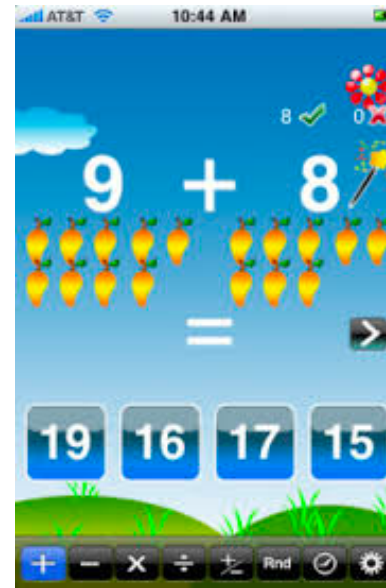 AT&T 10:44 AM
8 0
9 + 8
=
19 16 17 15
+ − × ÷ +− Rnd